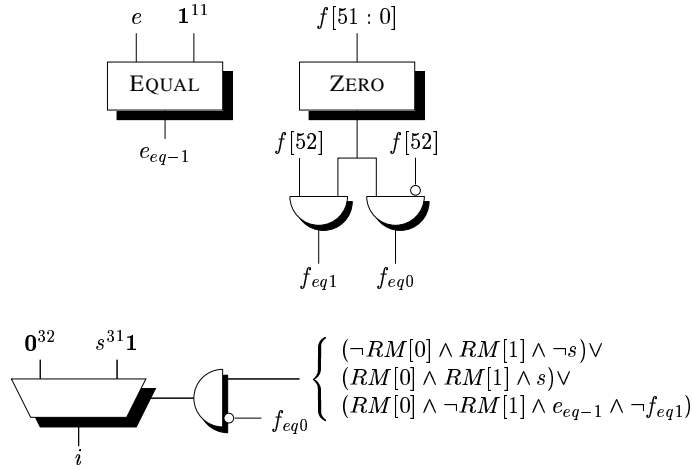 e 1^{11} f[51 : 0]
EQUAL ZERO
f[52] f[52]
e_{eq−1}
f_{eq1} f_{eq0}
0^{32} s^{31}1
(¬RM[0] ∧ RM[1] ∧ ¬s)∨
(RM[0] ∧ RM[1] ∧ s)∨
(RM[0] ∧ ¬RM[1] ∧ e_{eq−1} ∧ ¬f_{eq1})
f_{eq0}
i